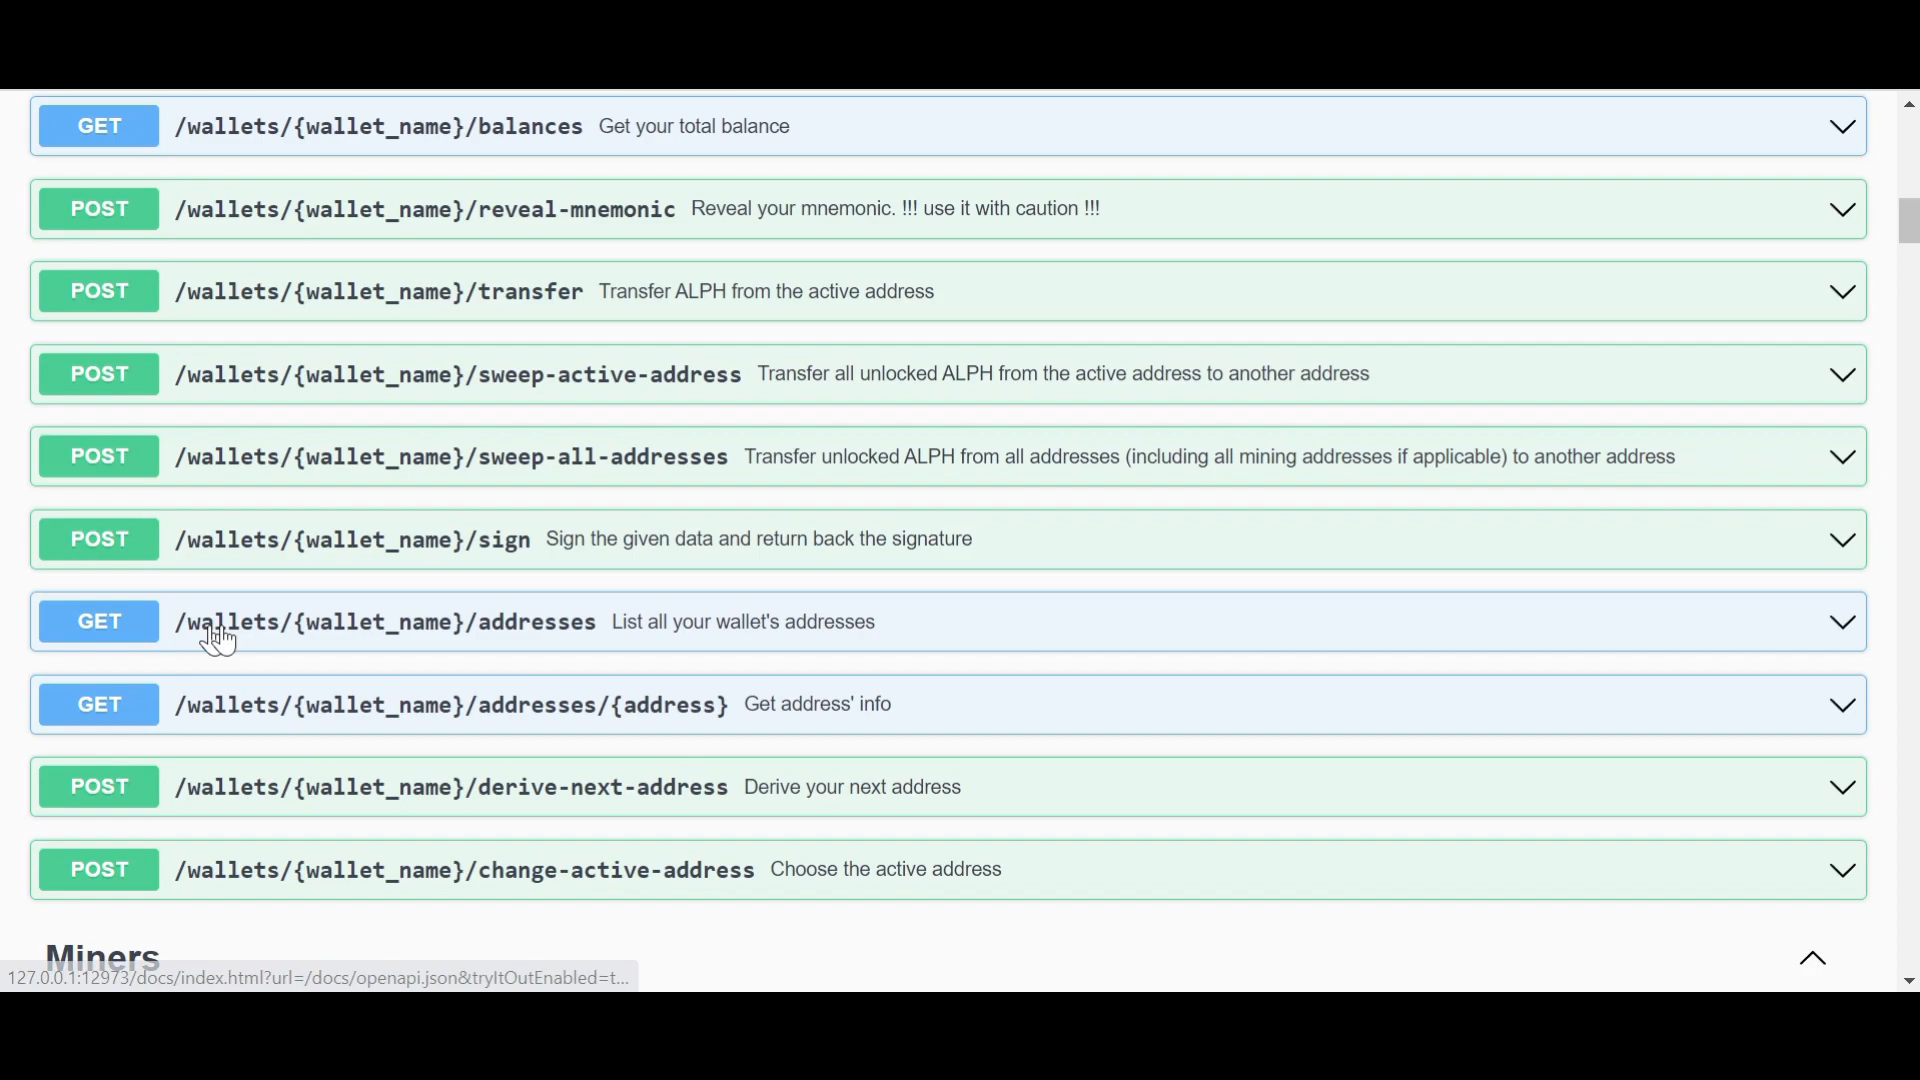 GET /wallets/{wallet_name}/balances Get your total balance
POST /wallets/{wallet_name}/reveal-mnemonic Reveal your mnemonic. !!! use it with caution !!!
POST /wallets/{wallet_name}/transfer Transfer ALPH from the active address
POST /wallets/{wallet_name}/sweep-active-address Transfer all unlocked ALPH from the active address to another address
POST /wallets/{wallet_name}/sweep-all-addresses Transfer unlocked ALPH from all addresses (including all mining addresses if applicable) to another address
POST /wallets/{wallet_name}/sign Sign the given data and return back the signature
GET /wallets/{wallet_name}/addresses List all your wallet's addresses
GET /wallets/{wallet_name}/addresses/{address} Get address' info
POST /wallets/{wallet_name}/derive-next-address Derive your next address
POST /wallets/{wallet_name}/change-active-address Choose the active address
Miners
127.0.0.1:12973/docs/index.html?url=/docs/openapi.json&tryItOutEnabled=t...